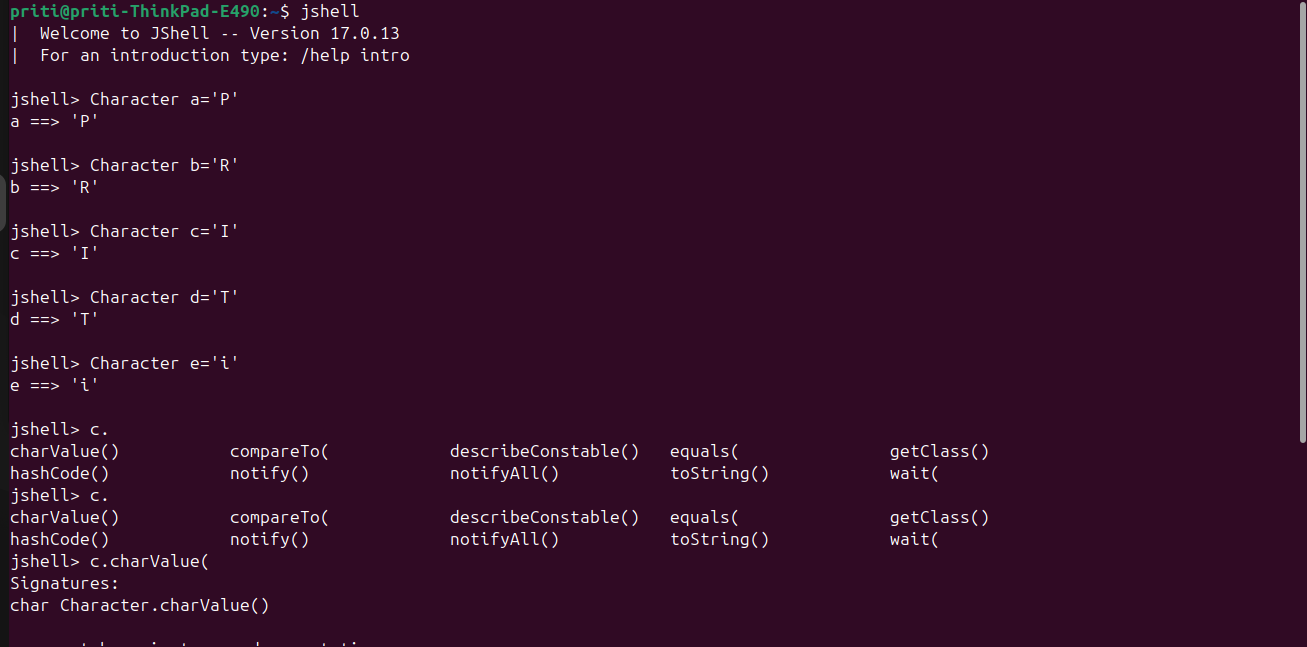 priti@priti-ThinkPad-E490:~$ jshell
|  Welcome to JShell -- Version 17.0.13
|  For an introduction type: /help intro

jshell> Character a='P'
a ==> 'P'

jshell> Character b='R'
b ==> 'R'

jshell> Character c='I'
c ==> 'I'

jshell> Character d='T'
d ==> 'T'

jshell> Character e='i'
e ==> 'i'

jshell> c.
charValue()           compareTo(            describeConstable()   equals(               getClass()
hashCode()            notify()              notifyAll()           toString()            wait(
jshell> c.
charValue()           compareTo(            describeConstable()   equals(               getClass()
hashCode()            notify()              notifyAll()           toString()            wait(
jshell> c.charValue(
Signatures:
char Character.charValue()